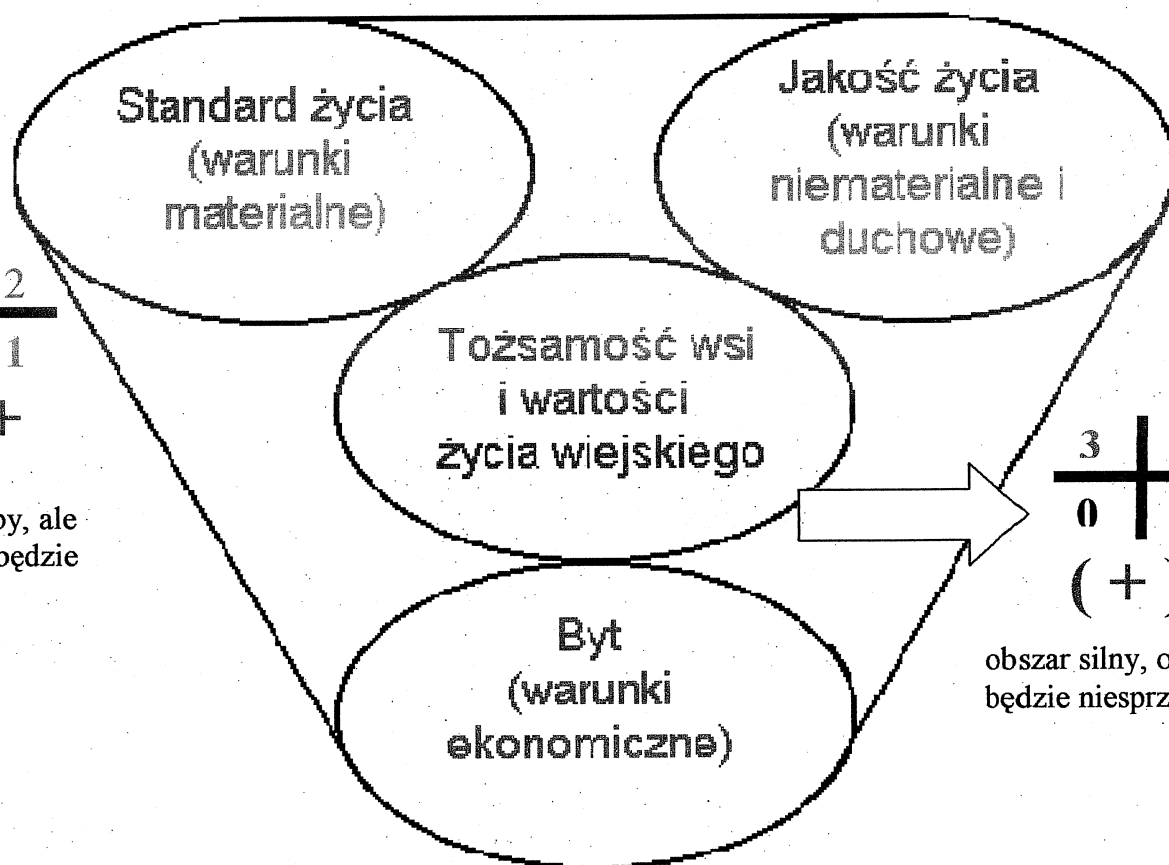 Standard życia
(warunki
materialne)
Jakość życia
(warunki
niematerialne i
duchowe)
2
1
+
Tożsamość wsi
i wartości
życia wiejskiego
ale
będzie
3
0
( + )
obszar silny,
będzie
Byt
(warunki
ekonomiczne)